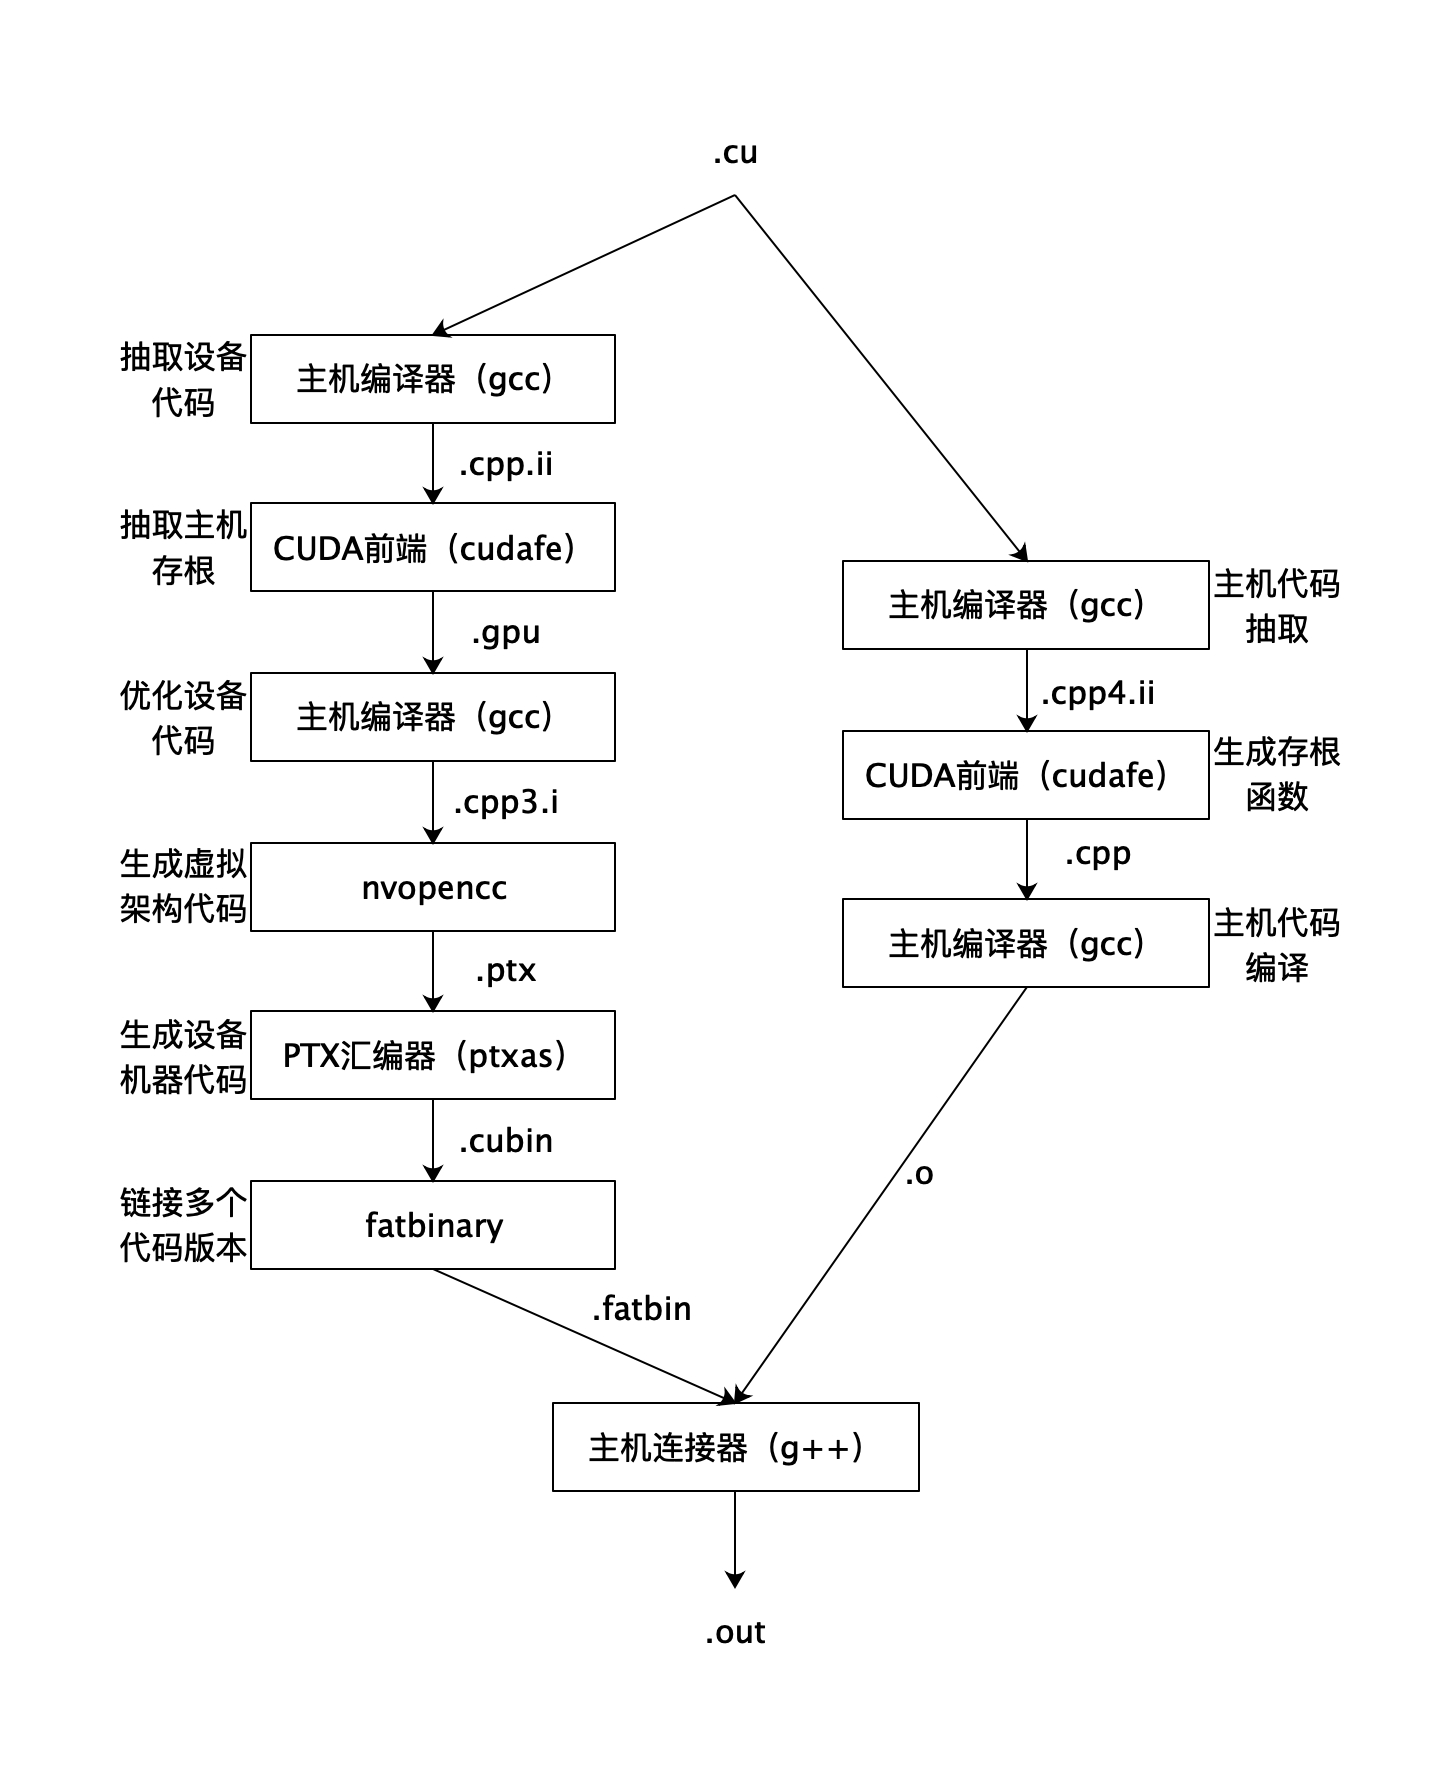 .cu
抽取设备
代码
主机编译器（gcc）
.cpp.ii
抽取主机
存根
CUDA前端（cudafe）
.gpu
优化设备
代码
主机编译器（gcc）
.cpp3.i
生成虚拟
架构代码
nvopencc
.ptx
生成设备
机器代码
PTX汇编器（ptxas）
.cubin
链接多个
代码版本
fatbinary
.fatbin
主机编译器（gcc）
主机代码
抽取
.cpp4.ii
CUDA前端（cudafe）
生成存根
函数
.cpp
主机编译器（gcc）
主机代码
编译
.o
主机连接器（g++）
.out